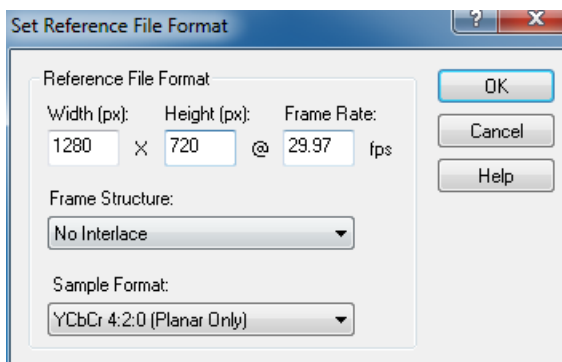 Set Reference File Format
? X
Reference File Format
Width (px): Height (px): Frame Rate:
1280 X 720 @ 29.97 fps
Frame Structure:
No Interlace
Sample Format:
YCbCr 4:2:0 (Planar Only)
OK
Cancel
Help